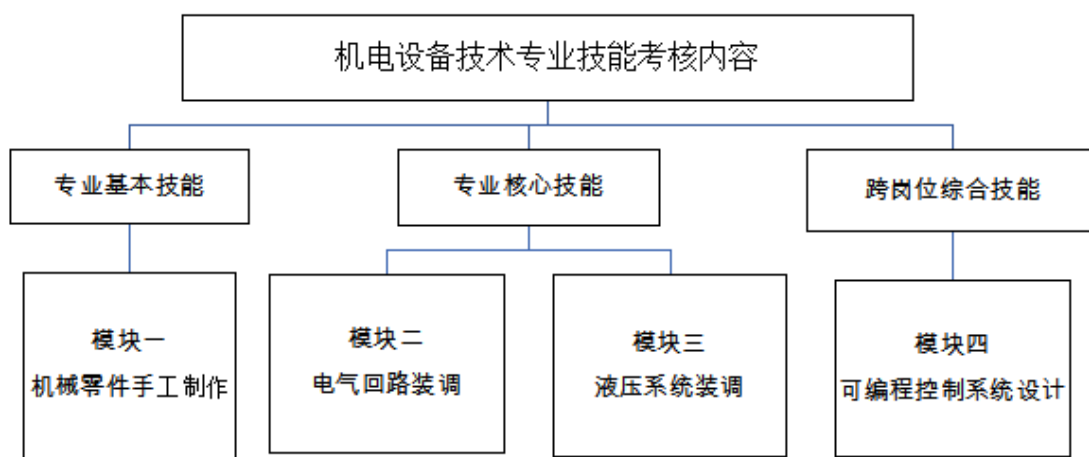 机电设备技术专业技能考核内容
专业基本技能
专业核心技能
跨岗位综合技能
模块一
机械零件手工制作
模块二
电气回路装调
模块三
液压系统装调
模块四
可编程控制系统设计